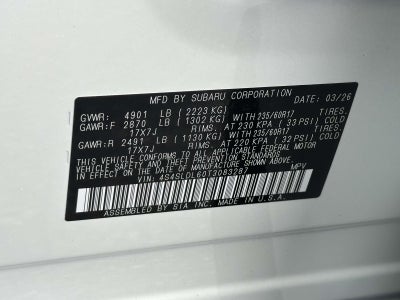 MFD BY SUBARU CORPORATION DATE: 03/26
GVWR: 4901 LB (2223 KG)
GAWR:F 2870 LB (1302 KG) WITH 235/60R17 TIRES.
17X7J RIMS. AT 230 KPA (33 PSI) COLD
GAWR:R 2491 LB (1130 KG) WITH 235/60R17 TIRES.
17X7J RIMS. AT 220 KPA (32 PSI) COLD
THIS VEHICLE CONFORMS TO ALL APPLICABLE FEDERAL MOTOR
VEHICLE SAFETY STANDARDS
IN EFFECT ON THE DATE OF MANUFACTURE SHOWN ABOVE.
VIN: 4S4SLDL60T3083287 MPV
ASSEMBLED BY SIA INC. MADE IN U.S.A.